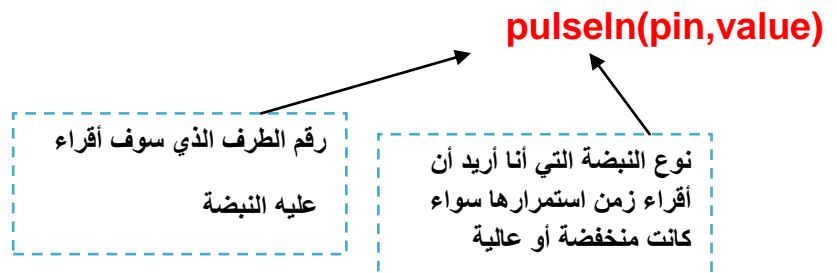 pulseIn(pin,value)
رقم الطرف الذي سوف أقراء
عليه النبضة
نوع النبضة التي أنا أريد أن
أقراء زمن استمرارها سواء
كانت منخفضة أو عالية